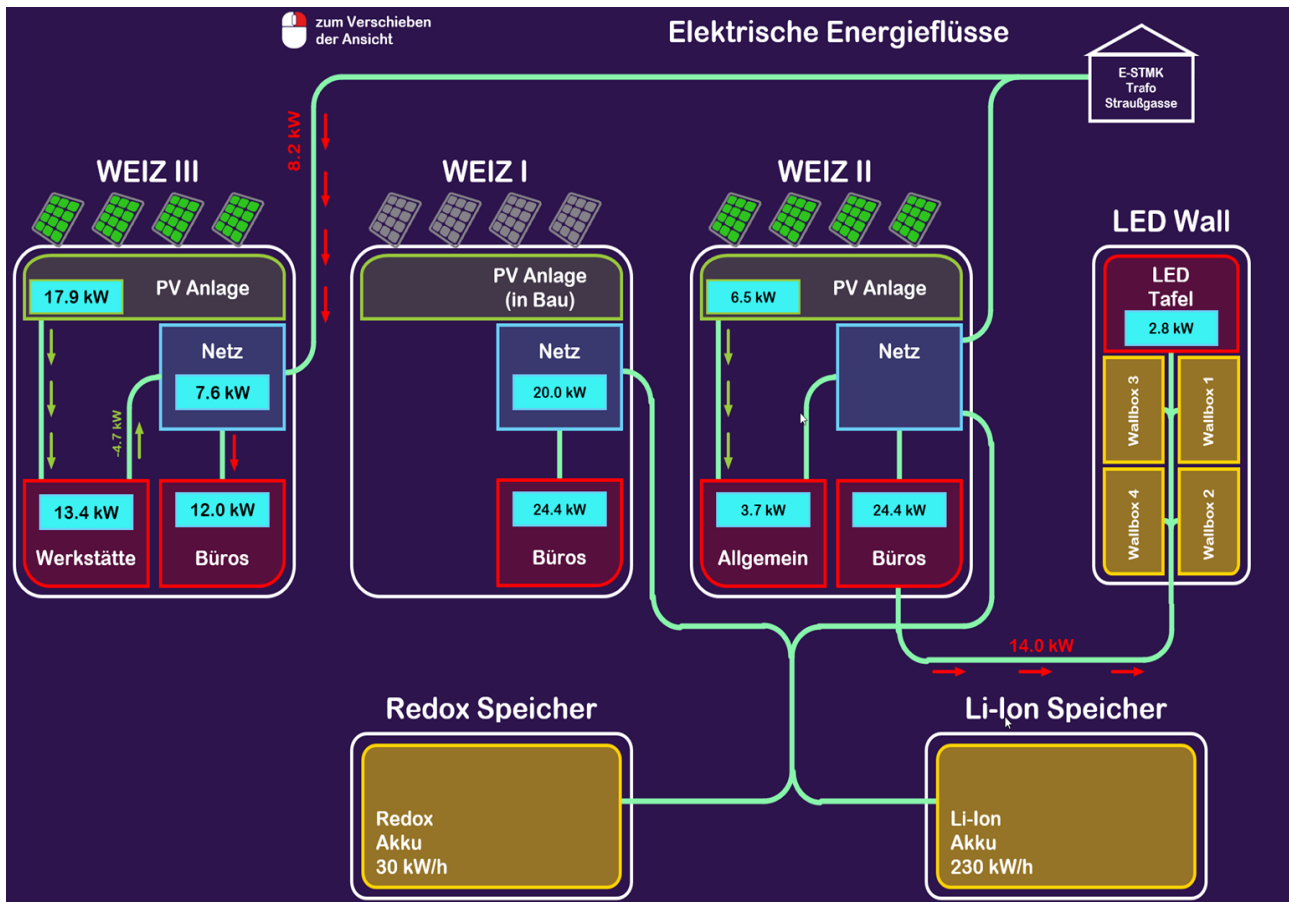 zum Verschieben
der Ansicht
Elektrische Energieflüsse
E-STMK
Trafo
Straußgasse
8.2 kW
WEIZ III
17.9 kW
PV Anlage
Netz
7.6 kW
-4.7 kW
13.4 kW
Werkstätte
12.0 kW
Büros
WEIZ I
PV Anlage
(in Bau)
Netz
20.0 kW
24.4 kW
Büros
WEIZ II
6.5 kW
PV Anlage
Netz
3.7 kW
Allgemein
24.4 kW
Büros
LED Wall
LED
Tafel
2.8 kW
Wallbox 3
Wallbox 1
Wallbox 4
Wallbox 2
14.0 kW
Redox Speicher
Redox
Akku
30 kW/h
Li-Ion Speicher
Li-Ion
Akku
230 kW/h